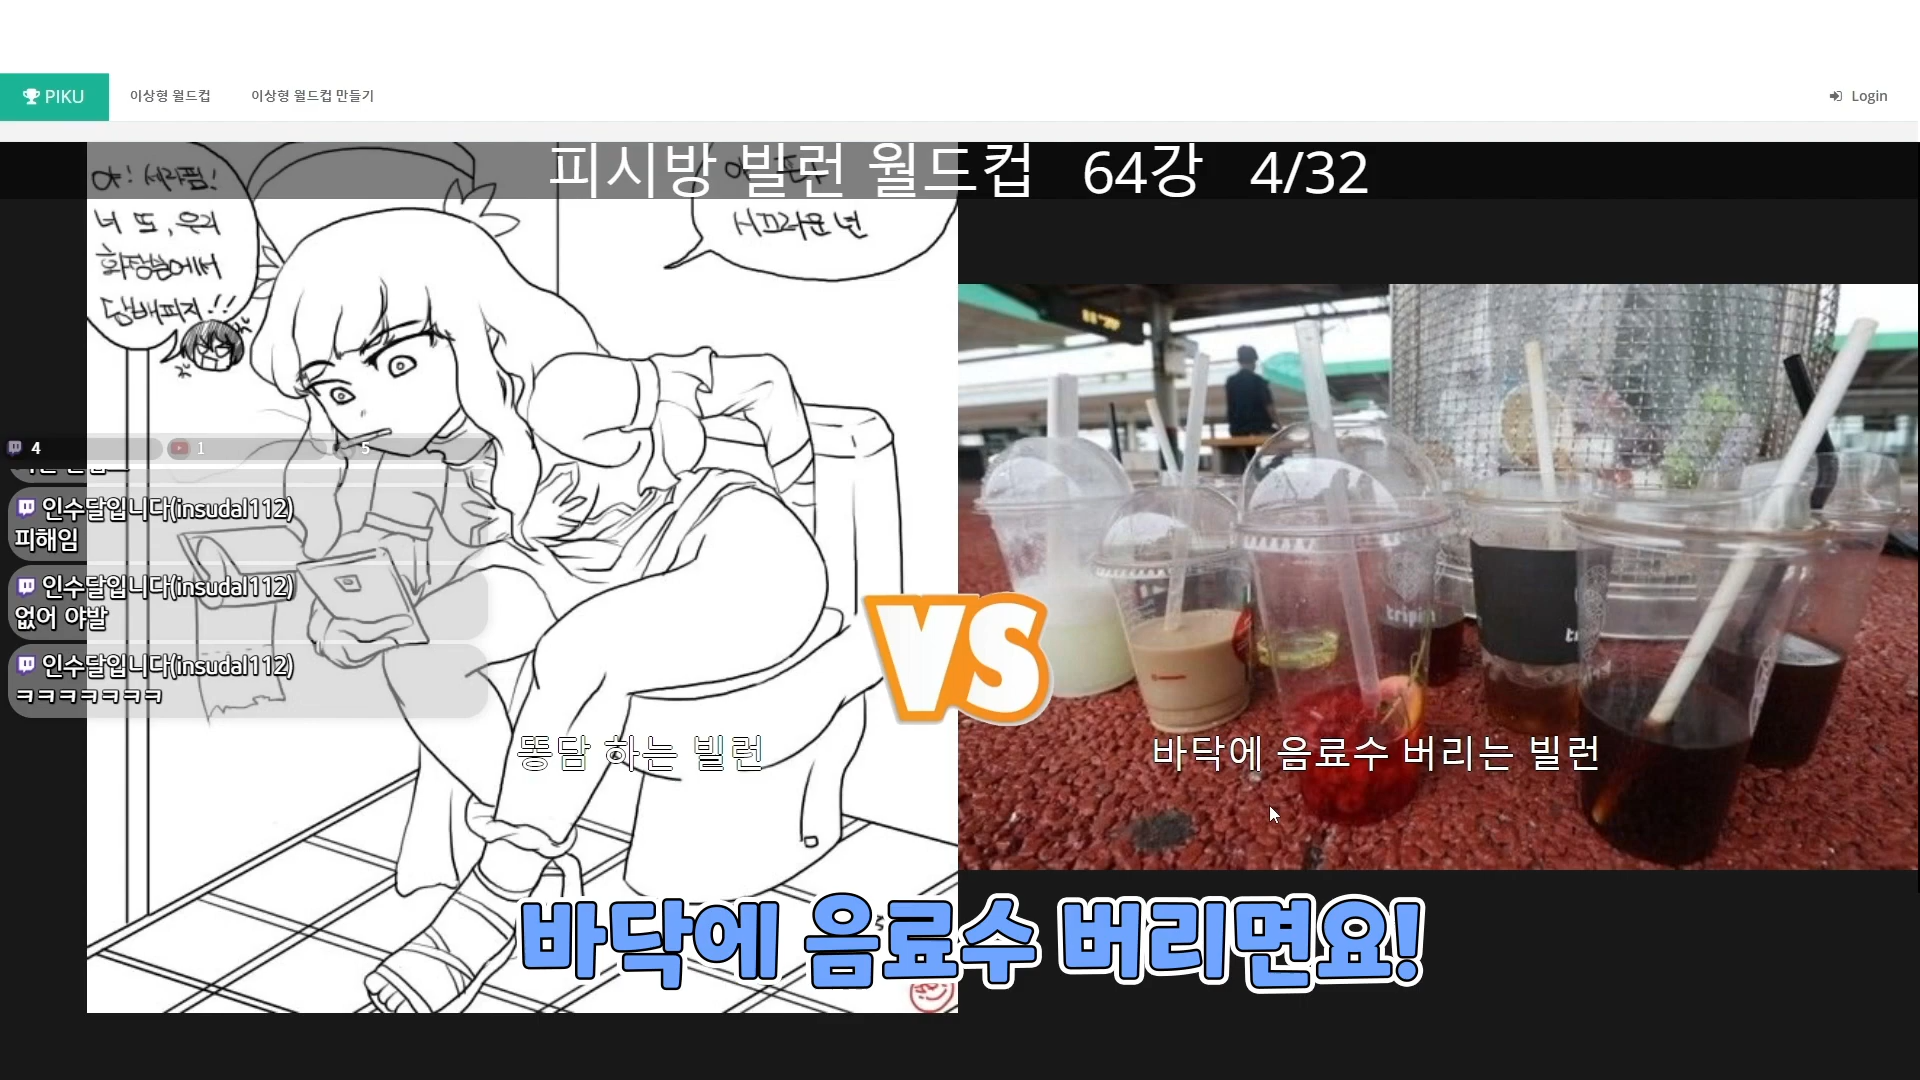 PIKU
이상형 월드컵
이상형 월드컵 만들기
Login
피시방 빌런 월드컵 64강 4/32
야! 세라핌!
너 또, 우리
화장실에서
담배피지!!
시끄러운 년
4
1
5
인수달입니다(insudal112)
피해임
인수달입니다(insudal112)
없어 야발
인수달입니다(insudal112)
ㅋㅋㅋㅋㅋㅋㅋ
VS
똥담 하는 빌런
바닥에 음료수 버리는 빌런
바닥에 음료수 버리면요!